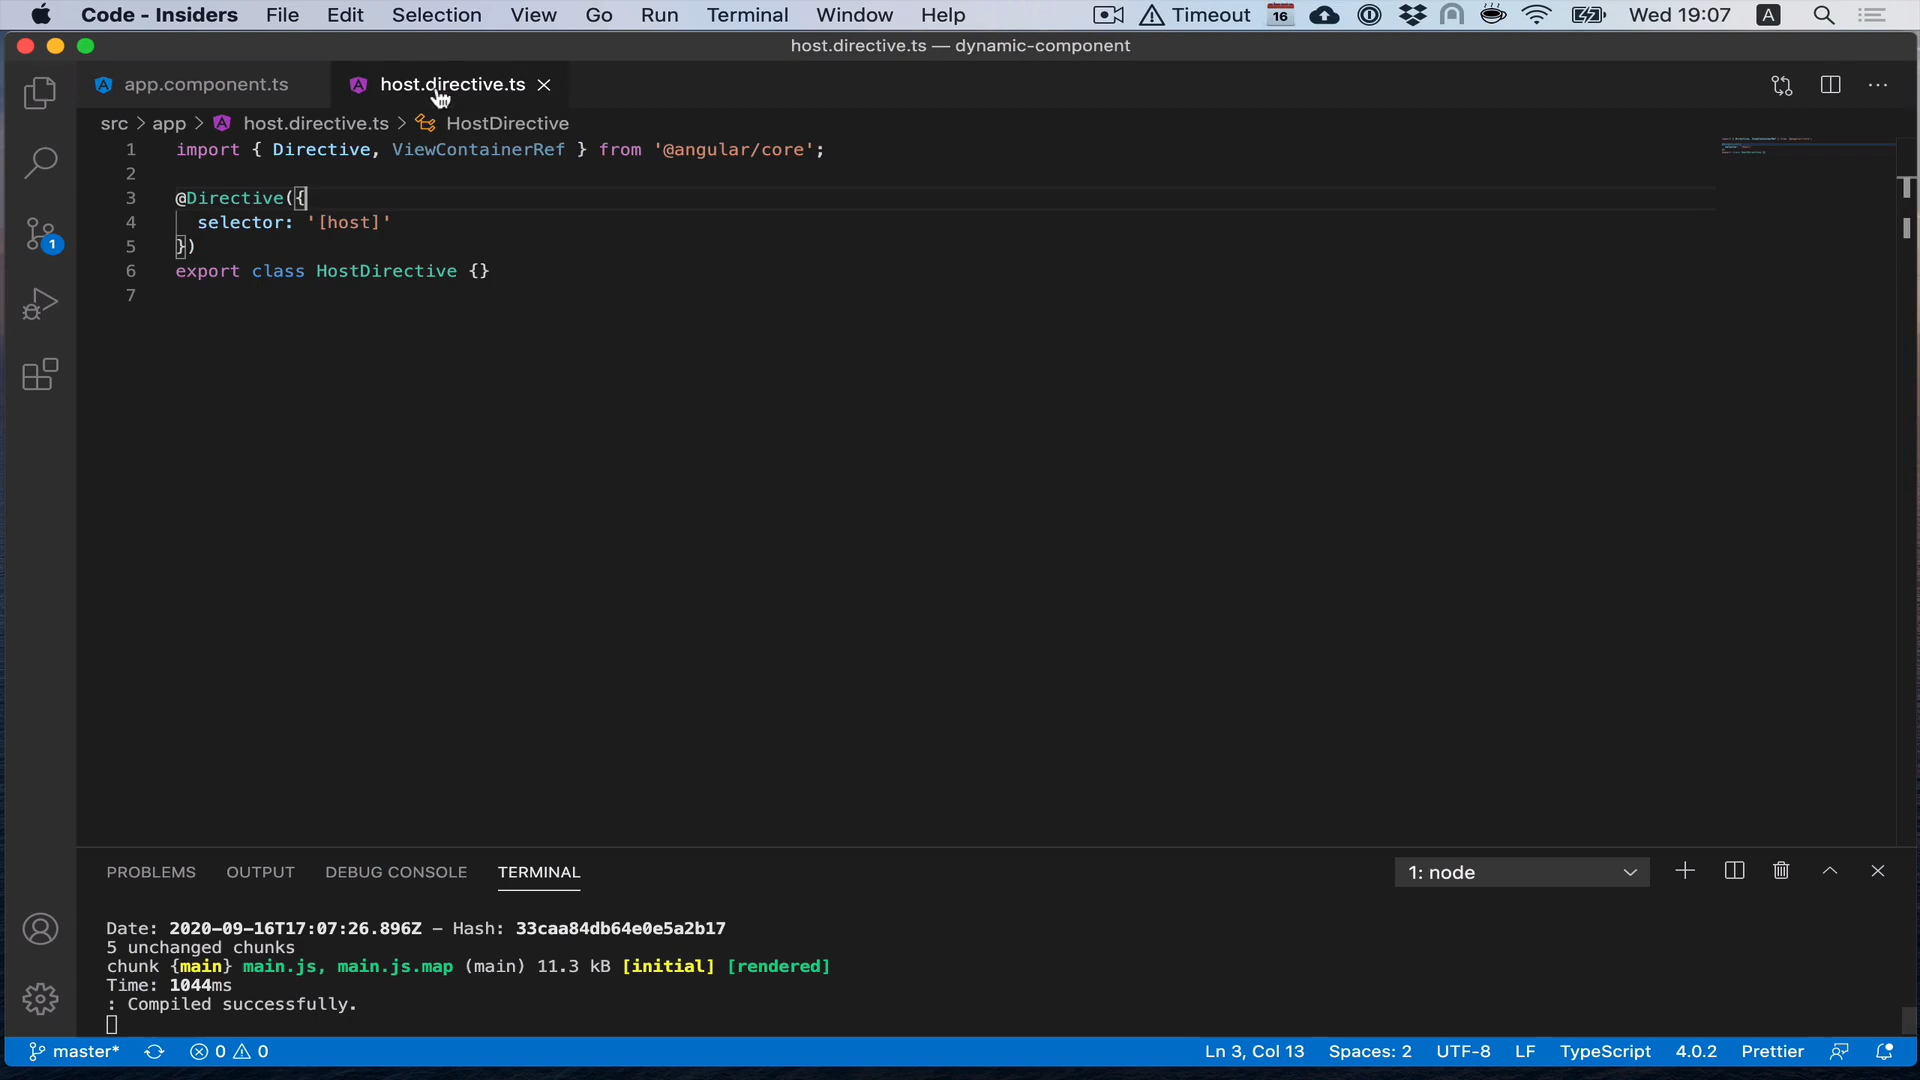 Code - Insiders File Edit Selection View Go Run Terminal Window Help Timeout 16 Wed 19:07 A
host.directive.ts — dynamic-component
app.component.ts host.directive.ts
src > app > host.directive.ts > HostDirective
1 import { Directive, ViewContainerRef } from '@angular/core';
2
3 @Directive({
4 selector: '[host]'
5 })
6 export class HostDirective {}
7
1
PROBLEMS OUTPUT DEBUG CONSOLE TERMINAL 1: node
Date: 2020-09-16T17:07:26.896Z - Hash: 33caa84db64e0e5a2b17
5 unchanged chunks
chunk {main} main.js, main.js.map (main) 11.3 kB [initial] [rendered]
Time: 1044ms
: Compiled successfully.
master* 0 0 Ln 3, Col 13 Spaces: 2 UTF-8 LF TypeScript 4.0.2 Prettier